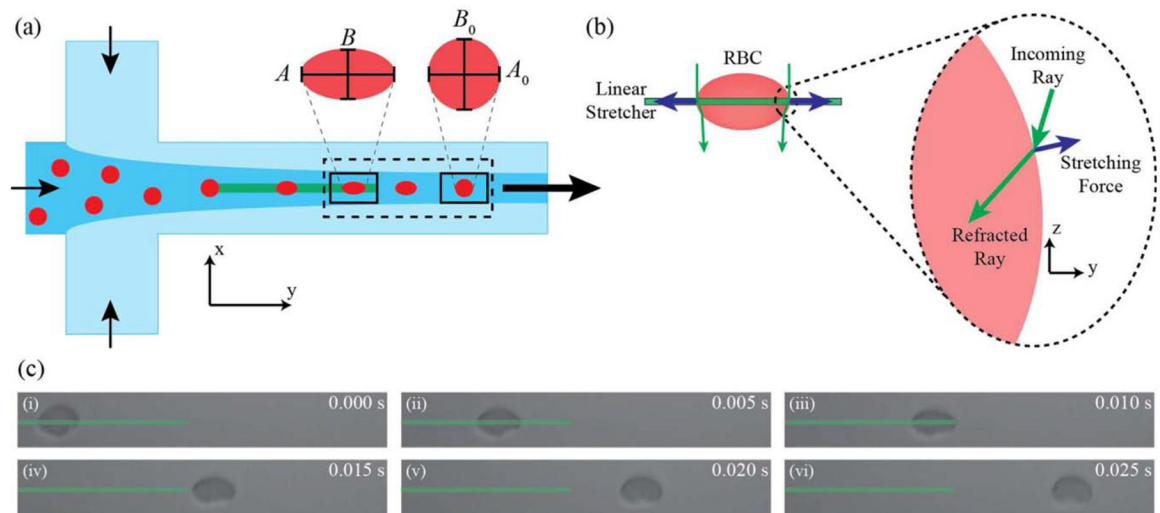 (a)
B
A
B₀
A₀
x
y
(b)
RBC
Linear
Stretcher
Incoming
Ray
Stretching
Force
Refracted
Ray
z
y
(c)
(i) 0.000 s
(ii) 0.005 s
(iii) 0.010 s
(iv) 0.015 s
(v) 0.020 s
(vi) 0.025 s